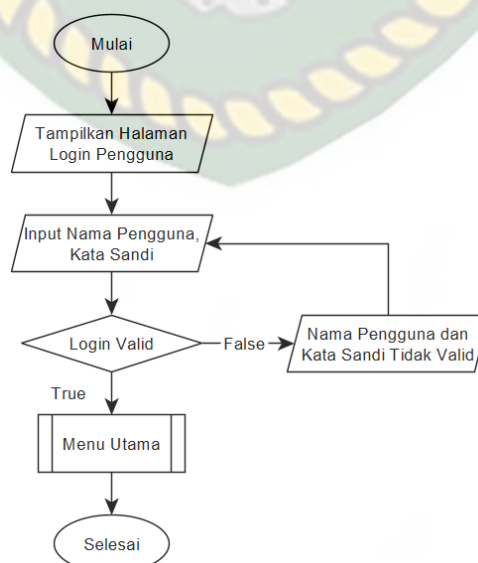 Mulai
Tampilkan Halaman
Login Pengguna
Input Nama Pengguna,
Kata Sandi
Login Valid
False
Nama Pengguna dan
Kata Sandi Tidak Valid
True
Menu Utama
Selesai